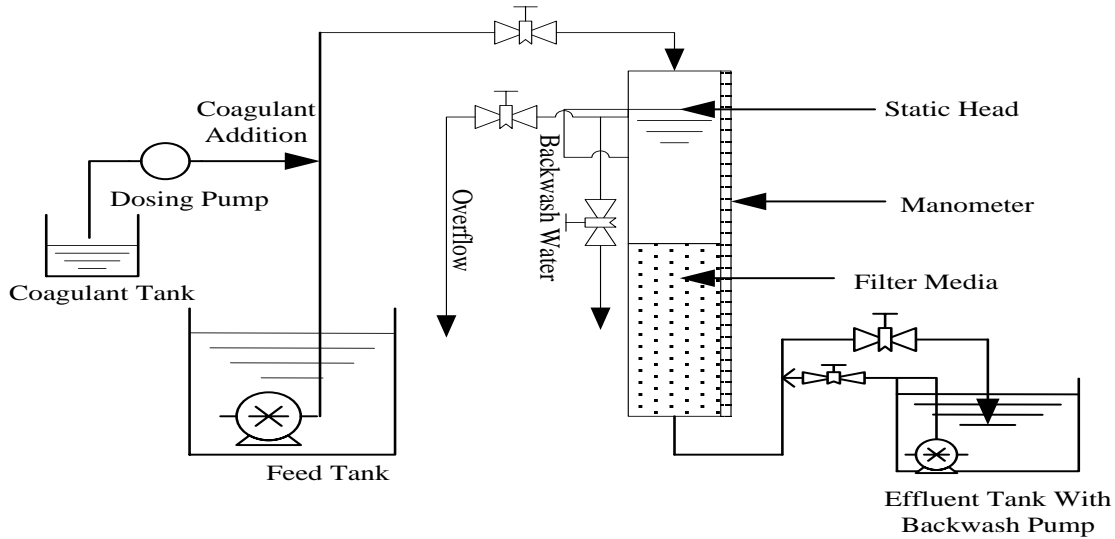 Coagulant
Addition
Static Head
Dosing Pump
Overflow
Backwash Water
Manometer
Coagulant Tank
Filter Media
Feed Tank
Effluent Tank With
Backwash Pump